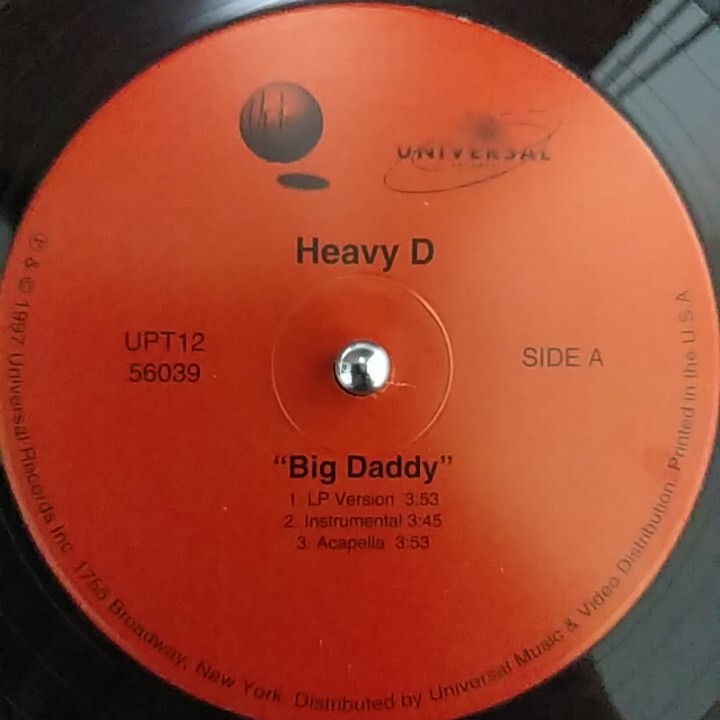 UNIVERSAL
Heavy D
UPT12
56039
SIDE A
“Big Daddy”
1. LP Version 3:53
2. Instrumental 3:45
3. Acapella 3:53
℗ & © 1997 Universal Records Inc. 1755 Broadway, New York. Distributed by Universal Music & Video Distribution. Printed in the U.S.A